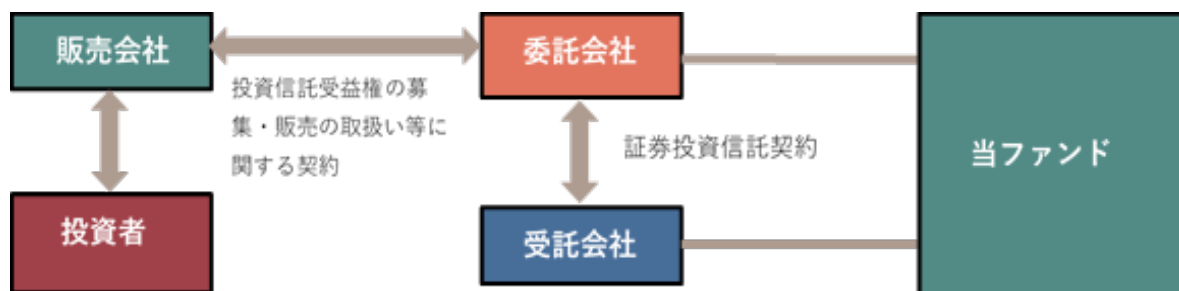 販売会社
委託会社
投資信託受益権の募
集・販売の取扱い等に
関する契約
証券投資信託契約
当ファンド
投資者
受託会社